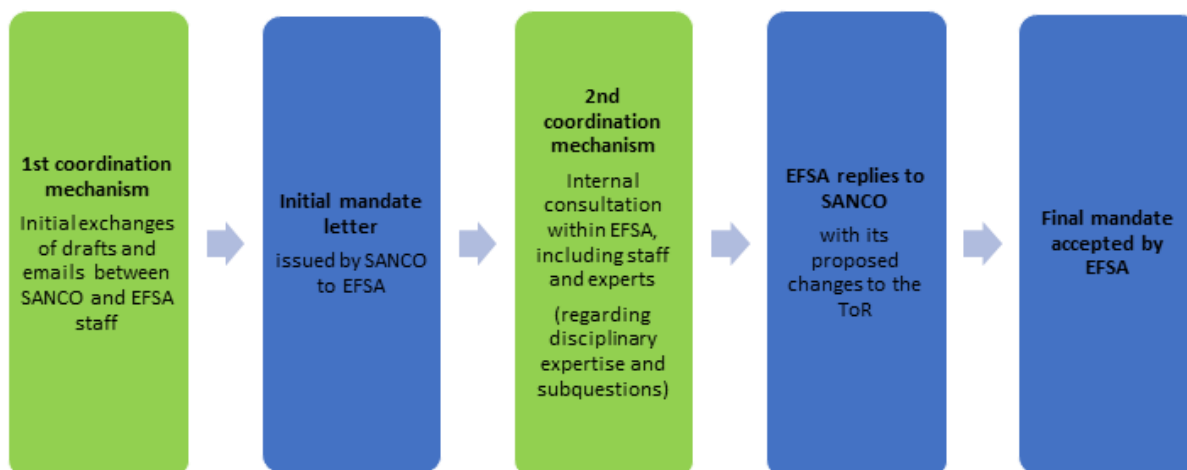 1st coordination
mechanism
Initial exchanges
of drafts and
emails between
SANCO and EFSA
staff
Initial mandate
letter
issued by SANCO
to EFSA
2nd
coordination
mechanism
Internal
consultation
within EFSA,
including staff
and experts
(regarding
disciplinary
expertise and
subquestions)
EFSA replies to
SANCO
with its
proposed
changes to the
ToR
Final mandate
accepted by
EFSA